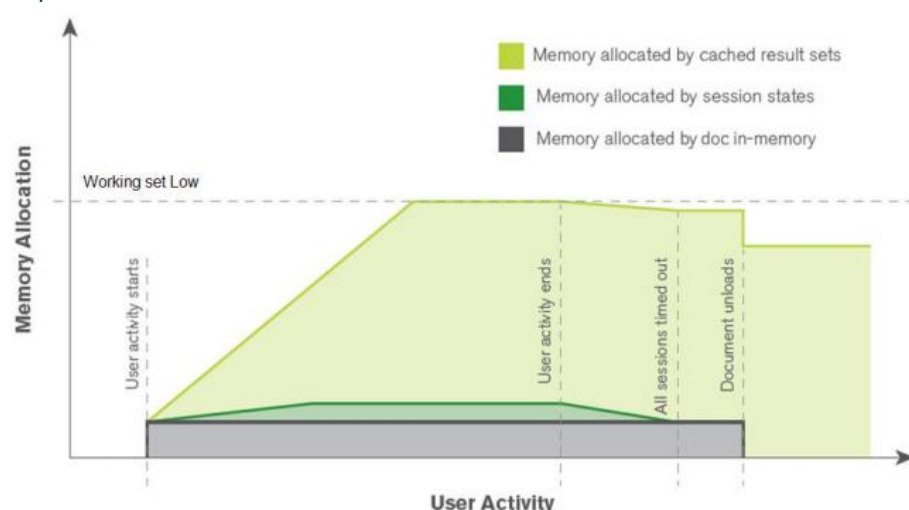 Memory allocated by cached result sets
Memory allocated by session states
Memory allocated by doc in-memory
Memory Allocation
Working set Low
User activity starts
User activity ends
All sessions timed out
Document unloads
User Activity